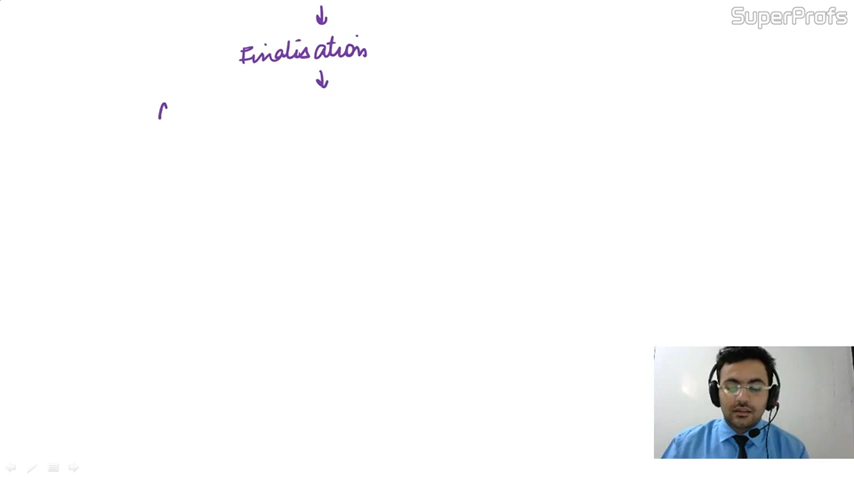 SuperProfs
↓
Finalisation
↓